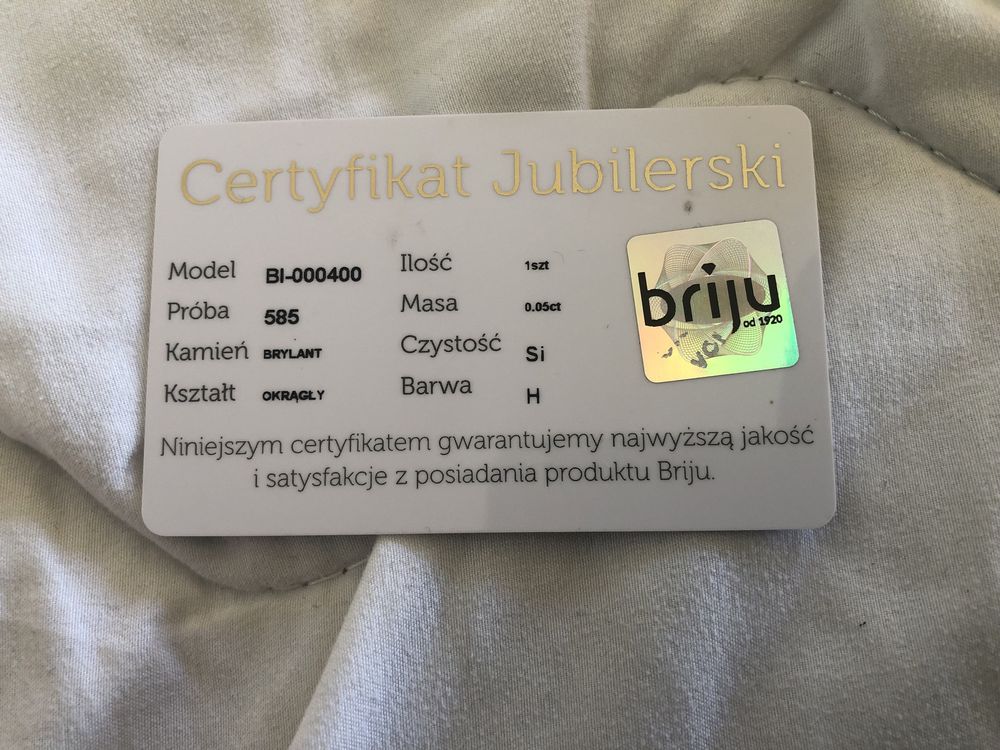 Certyfikat Jubilerski
Model BI-000400
Próba 585
Kamień BRYLANT
Kształt OKRĄGŁY
Ilość 1szt
Masa 0.05ct
Czystość Si
Barwa H
briju
od 1920
Niniejszym certyfikatem gwarantujemy najwyższą jakość
i satysfakcje z posiadania produktu Briju.